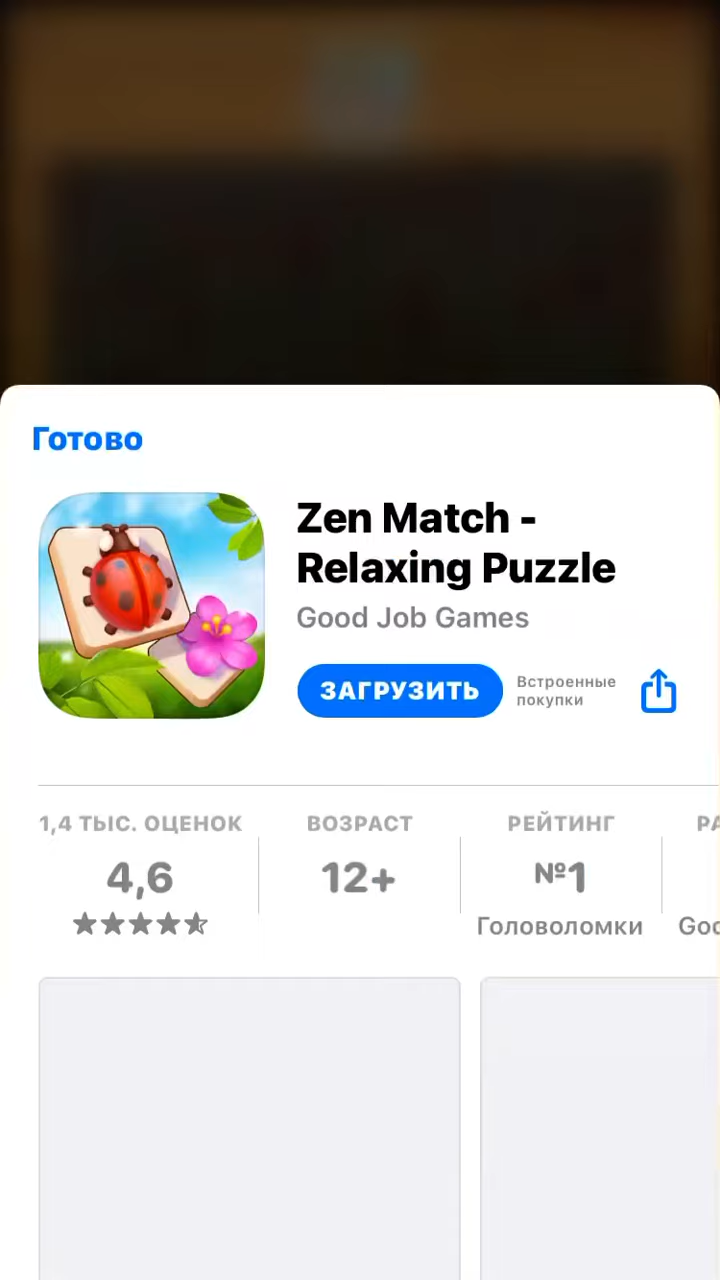 Готово
Zen Match -
Relaxing Puzzle
Good Job Games
ЗАГРУЗИТЬ
Встроенные
покупки
1,4 ТЫС. ОЦЕНОК
ВОЗРАСТ
РЕЙТИНГ
4,6
12+
№1
Головоломки